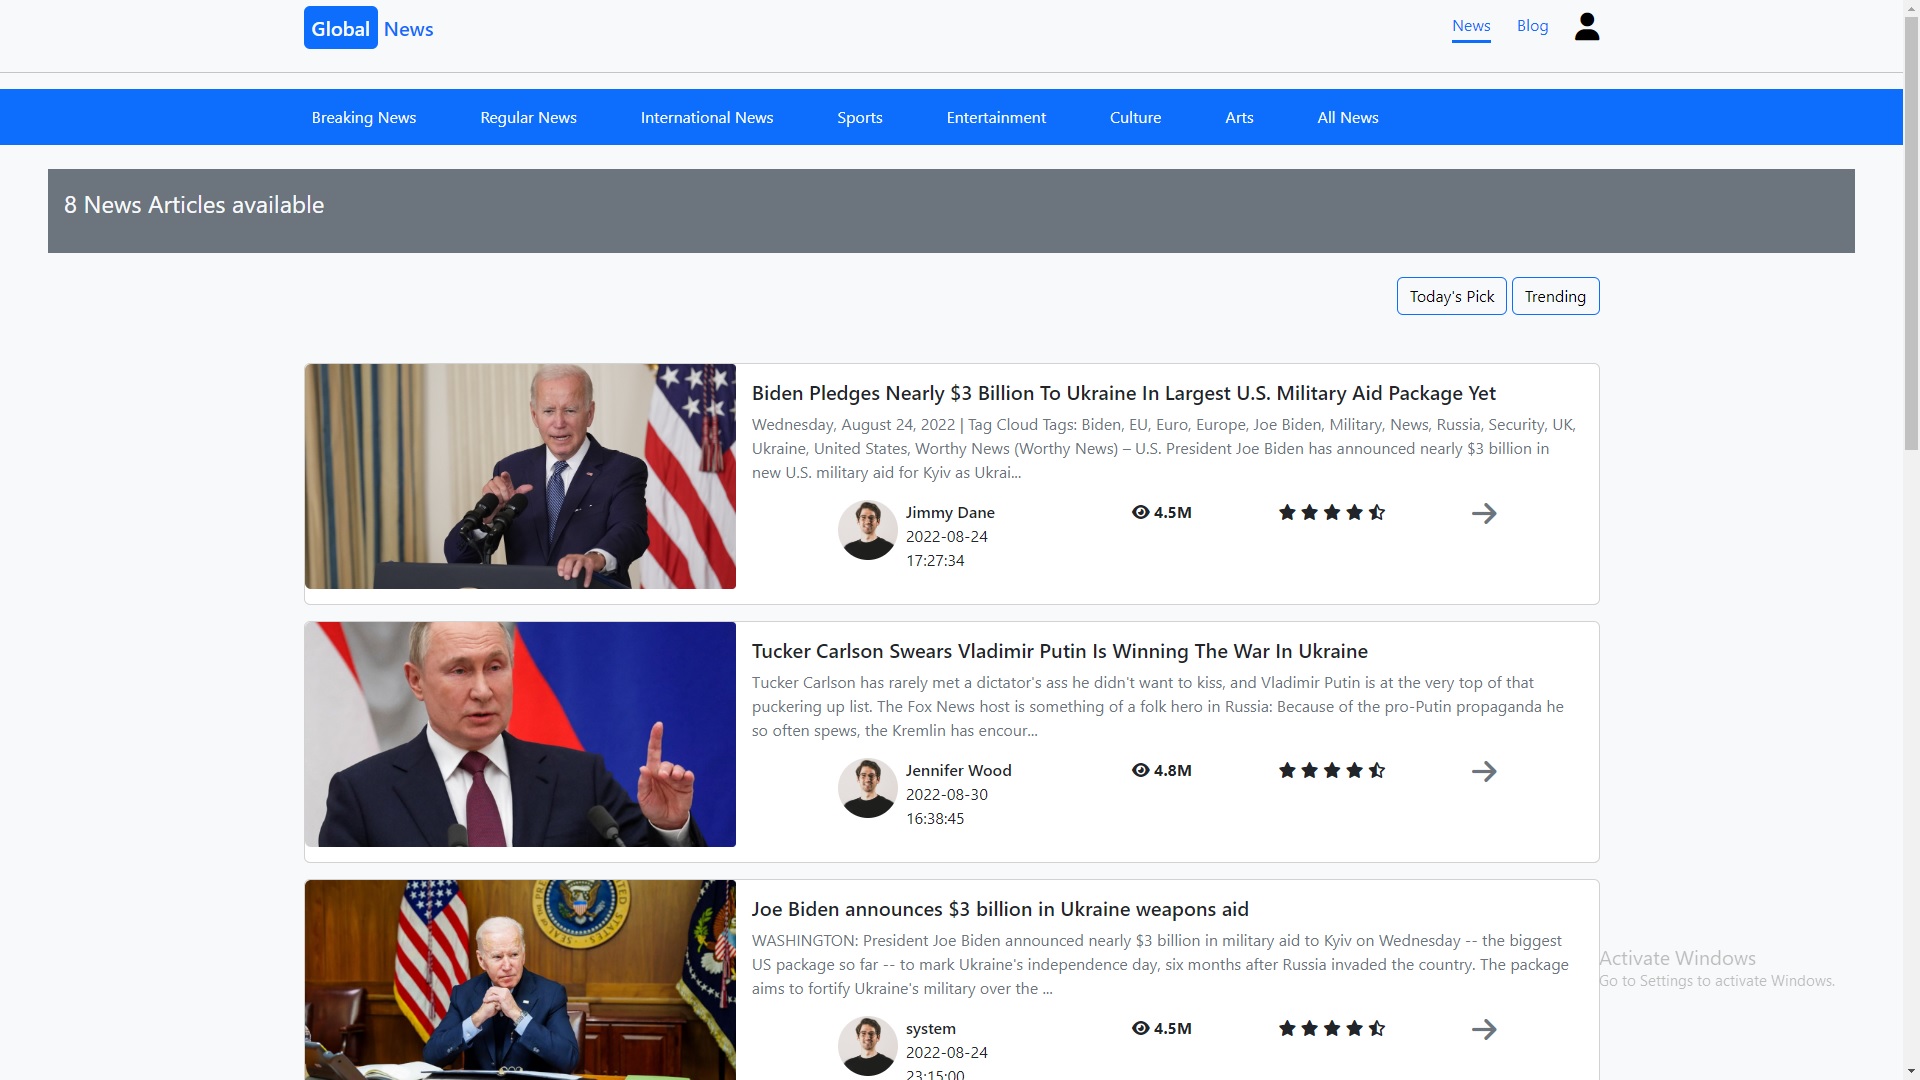 Global News
News Blog
Breaking News Regular News International News Sports Entertainment Culture Arts All News
8 News Articles available
Today's Pick Trending
Biden Pledges Nearly $3 Billion To Ukraine In Largest U.S. Military Aid Package Yet
Wednesday, August 24, 2022 | Tag Cloud Tags: Biden, EU, Euro, Europe, Joe Biden, Military, News, Russia, Security, UK,
Ukraine, United States, Worthy News (Worthy News) – U.S. President Joe Biden has announced nearly $3 billion in
new U.S. military aid for Kyiv as Ukrai...
Jimmy Dane 4.5M
2022-08-24
17:27:34
Tucker Carlson Swears Vladimir Putin Is Winning The War In Ukraine
Tucker Carlson has rarely met a dictator's ass he didn't want to kiss, and Vladimir Putin is at the very top of that
puckering up list. The Fox News host is something of a folk hero in Russia: Because of the pro-Putin propaganda he
so often spews, the Kremlin has encour...
Jennifer Wood 4.8M
2022-08-30
16:38:45
Joe Biden announces $3 billion in Ukraine weapons aid
WASHINGTON: President Joe Biden announced nearly $3 billion in military aid to Kyiv on Wednesday -- the biggest
US package so far -- to mark Ukraine's independence day, six months after Russia invaded the country. The package
aims to fortify Ukraine's military over the ...
system 4.5M
2022-08-24
23:15:00
Activate Windows
Go to Settings to activate Windows.